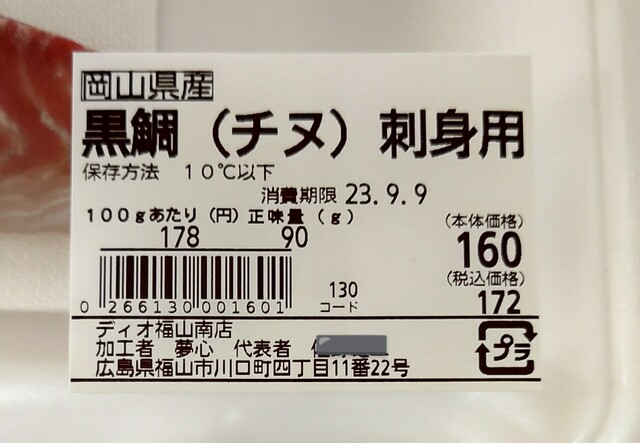 岡山県産
黒鯛（チヌ）刺身用
保存方法　10℃以下
消費期限 23.9.9
100gあたり（円）正味量（g）
178 90
（本体価格）
160
（税込価格）
172
0 266130 001601
130
コード
ディオ福山南店
加工者　夢心　代表者
広島県福山市川口町四丁目11番22号
プラ